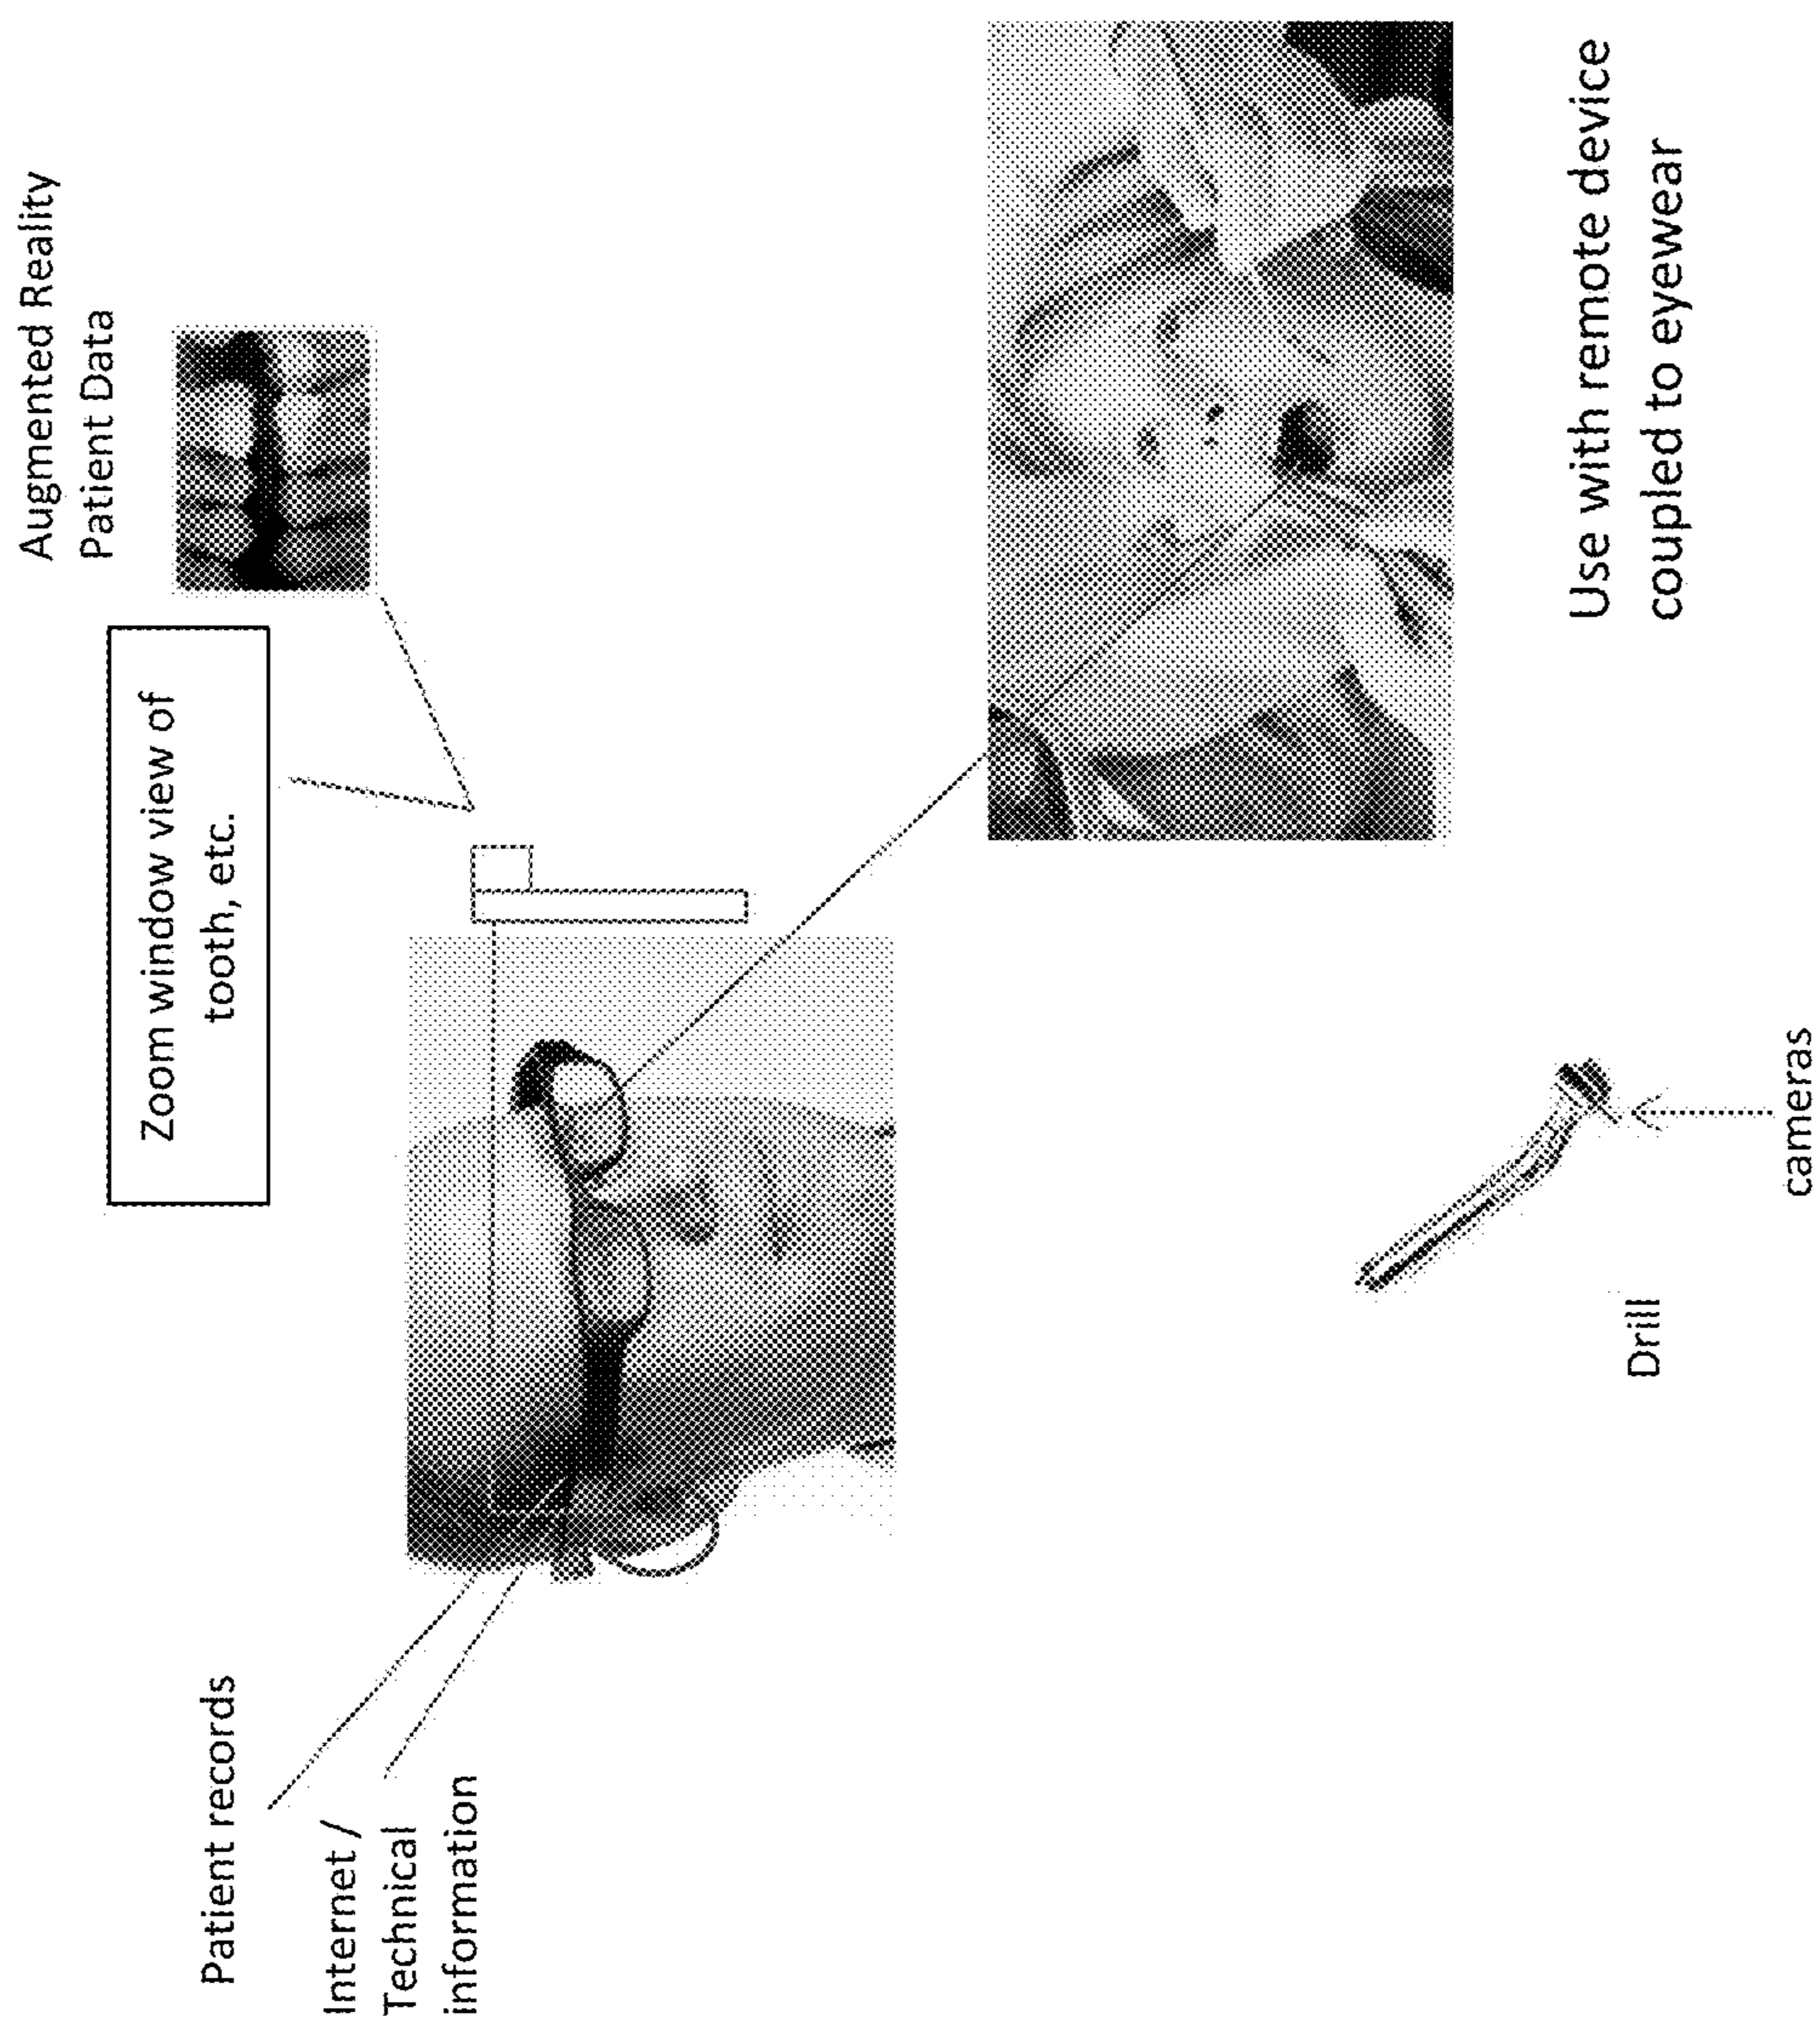 Augmented Reality
Patient Data
Zoom window view of
tooth, etc.
Patient records
Internet /
Technical
information
Use with remote device
coupled to eyewear
Drill
cameras